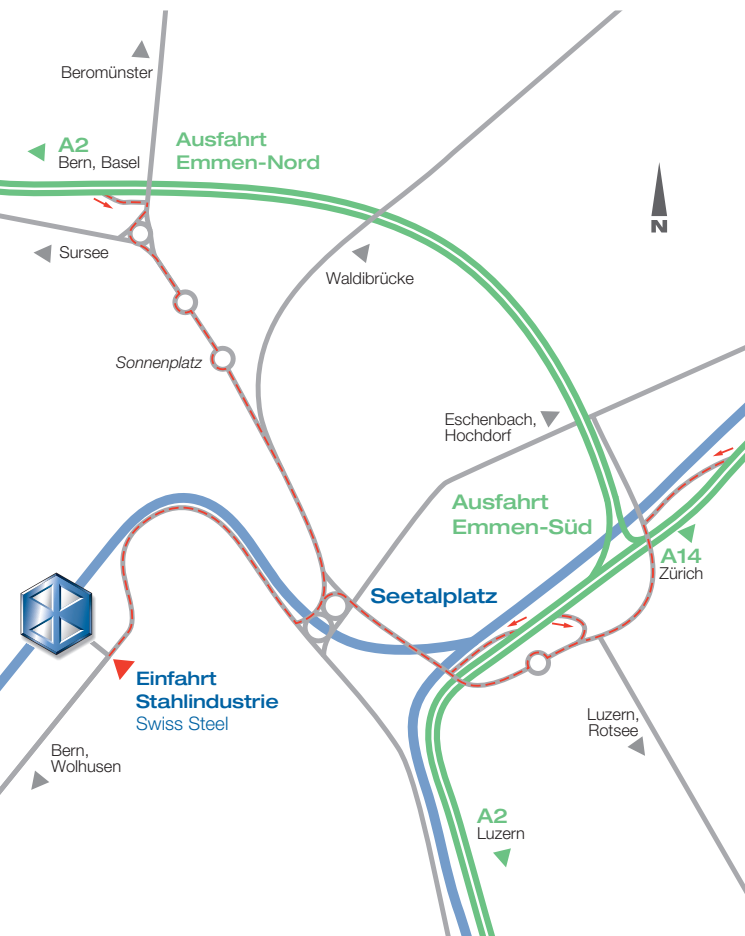 Beromünster
A2
Bern, Basel
Ausfahrt
Emmen-Nord
N
Sursee
Waldibrücke
Sonnenplatz
Eschenbach,
Hochdorf
Ausfahrt
Emmen-Süd
A14
Zürich
Seetalplatz
Einfahrt
Stahlindustrie
Swiss Steel
Bern,
Wolhusen
Luzern,
Rotsee
A2
Luzern